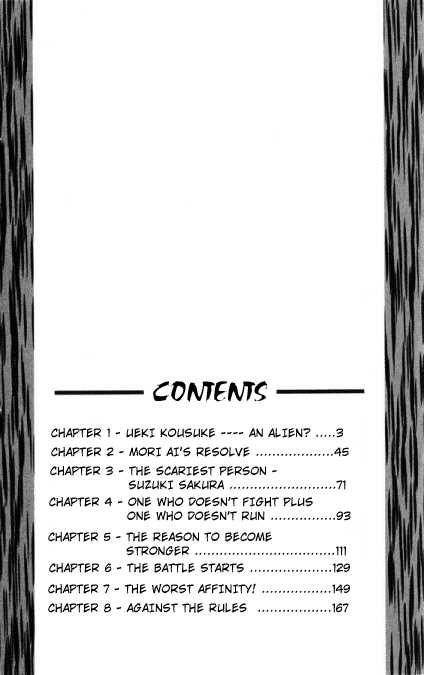 CONTENTS
CHAPTER 1 - UEKI KOUSUKE ---- AN ALIEN? .....3
CHAPTER 2 - MORI AI'S RESOLVE ...................45
CHAPTER 3 - THE SCARIEST PERSON -
SUZUKI SAKURA ..........................71
CHAPTER 4 - ONE WHO DOESN'T FIGHT PLUS
ONE WHO DOESN'T RUN ................93
CHAPTER 5 - THE REASON TO BECOME
STRONGER ..................................111
CHAPTER 6 - THE BATTLE STARTS ....................129
CHAPTER 7 - THE WORST AFFINITY! .................149
CHAPTER 8 - AGAINST THE RULES ..................167